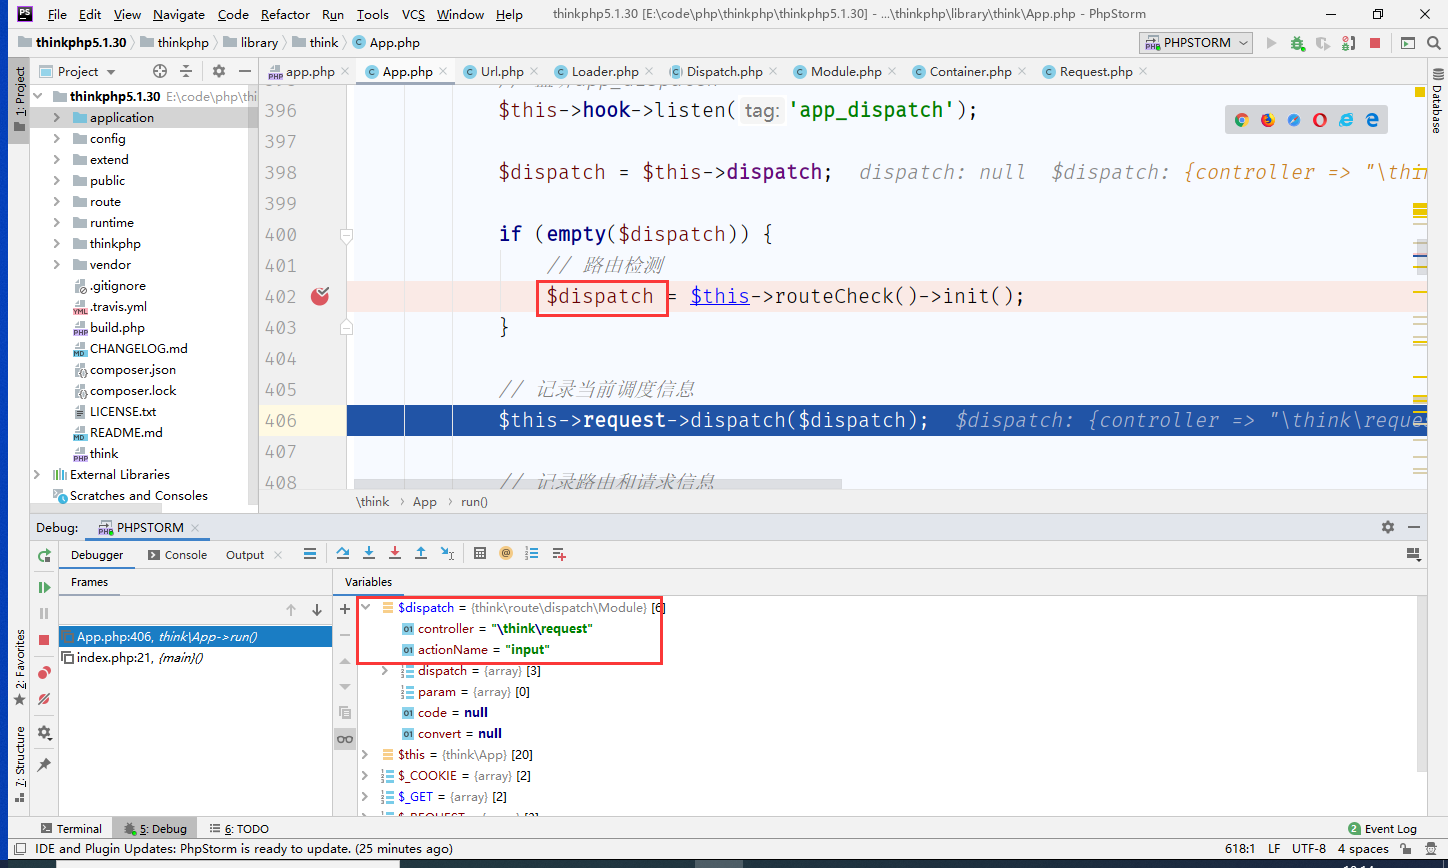 File Edit View Navigate Code Refactor Run Tools VCS Window Help thinkphp5.1.30 [E:\code\php\thinkphp\thinkphp5.1.30] - ...\thinkphp\library\think\App.php - PhpStorm
thinkphp5.1.30 thinkphp library think App.php PHPSTORM
Project app.php App.php Url.php Loader.php Dispatch.php Module.php Container.php Request.php
1: Project
Database
thinkphp5.1.30 E:\code\php\thi
application
config
extend
public
route
runtime
thinkphp
vendor
.gitignore
.travis.yml
build.php
CHANGELOG.md
composer.json
composer.lock
LICENSE.txt
README.md
think
External Libraries
Scratches and Consoles
396 $this->hook->listen( tag: 'app_dispatch');
397
398 $dispatch = $this->dispatch; dispatch: null $dispatch: {controller => "\thin
399
400 if (empty($dispatch)) {
401 // 路由检测
402 $dispatch = $this->routeCheck()->init();
403 }
404
405 // 记录当前调度信息
406 $this->request->dispatch($dispatch); $dispatch: {controller => "\think\reque
407
408 // 记录路由和请求信息
\think App run()
Debug: PHPSTORM
Debugger Console Output
Frames
Variables
App.php:406, think\App->run()
index.php:21, {main}()
$dispatch = {think\route\dispatch\Module} [6]
controller = "\think\request"
actionName = "input"
dispatch = {array} [3]
param = {array} [0]
code = null
convert = null
$this = {think\App} [20]
$_COOKIE = {array} [2]
$_GET = {array} [2]
2: Favorites
7: Structure
Terminal 5: Debug 6: TODO 2 Event Log
IDE and Plugin Updates: PhpStorm is ready to update. (25 minutes ago) 618:1 LF UTF-8 4 spaces